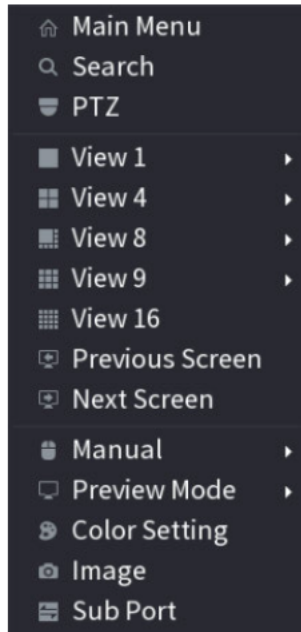 Main Menu
Search
PTZ
View 1
View 4
View 8
View 9
View 16
Previous Screen
Next Screen
Manual
Preview Mode
Color Setting
Image
Sub Port